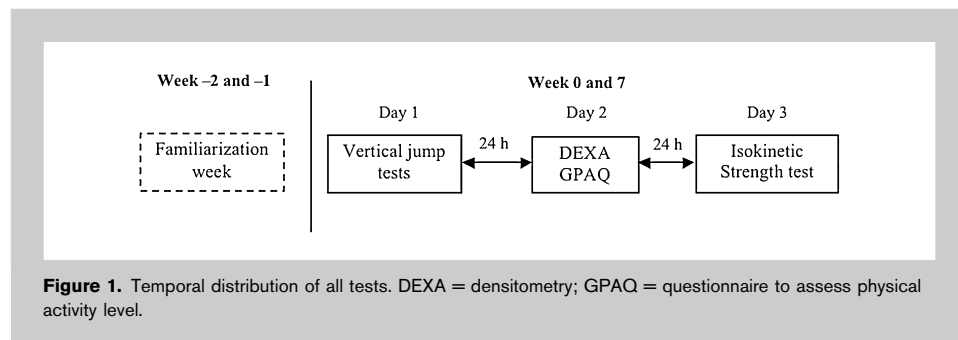 Week –2 and –1
Week 0 and 7
Day 1
Day 2
Day 3
Familiarization
week
Vertical jump
tests
24 h
DEXA
GPAQ
24 h
Isokinetic
Strength test
Figure 1. Temporal distribution of all tests. DEXA = densitometry; GPAQ = questionnaire to assess physical
activity level.